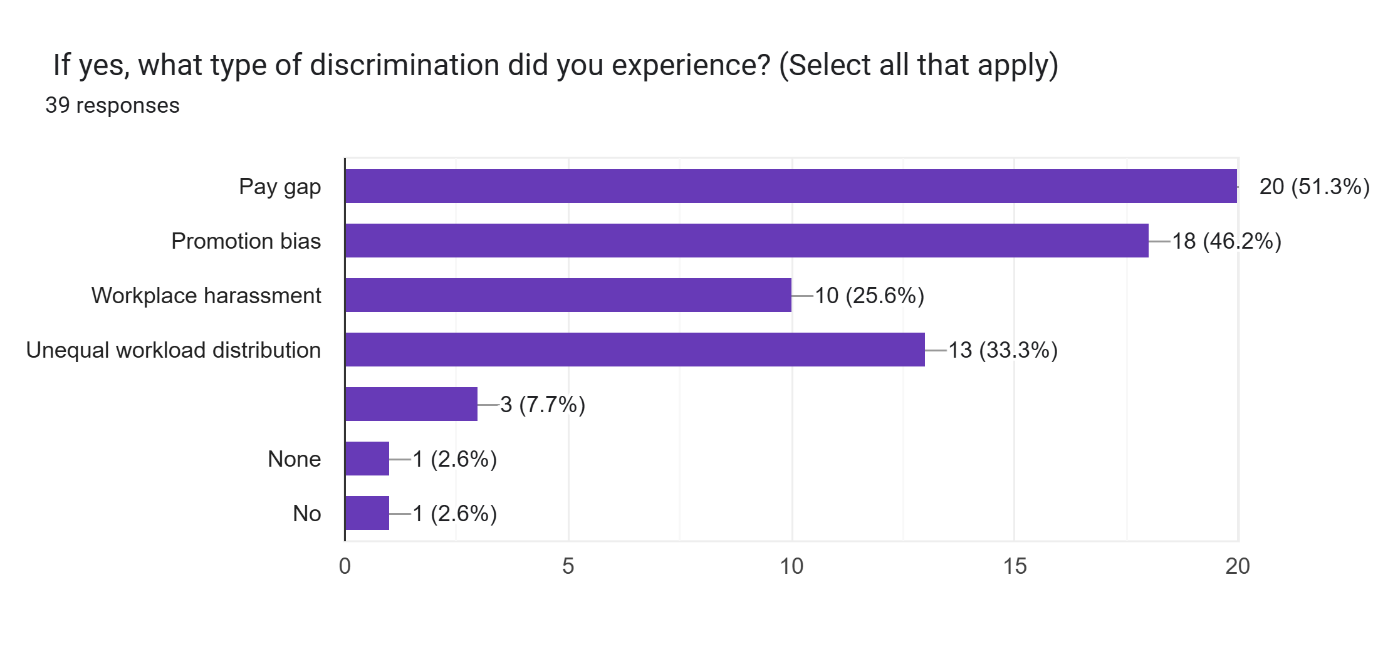 If yes, what type of discrimination did you experience? (Select all that apply)
39 responses
Pay gap 20 (51.3%)
Promotion bias 18 (46.2%)
Workplace harassment 10 (25.6%)
Unequal workload distribution 13 (33.3%)
3 (7.7%)
None 1 (2.6%)
No 1 (2.6%)
0 5 10 15 20